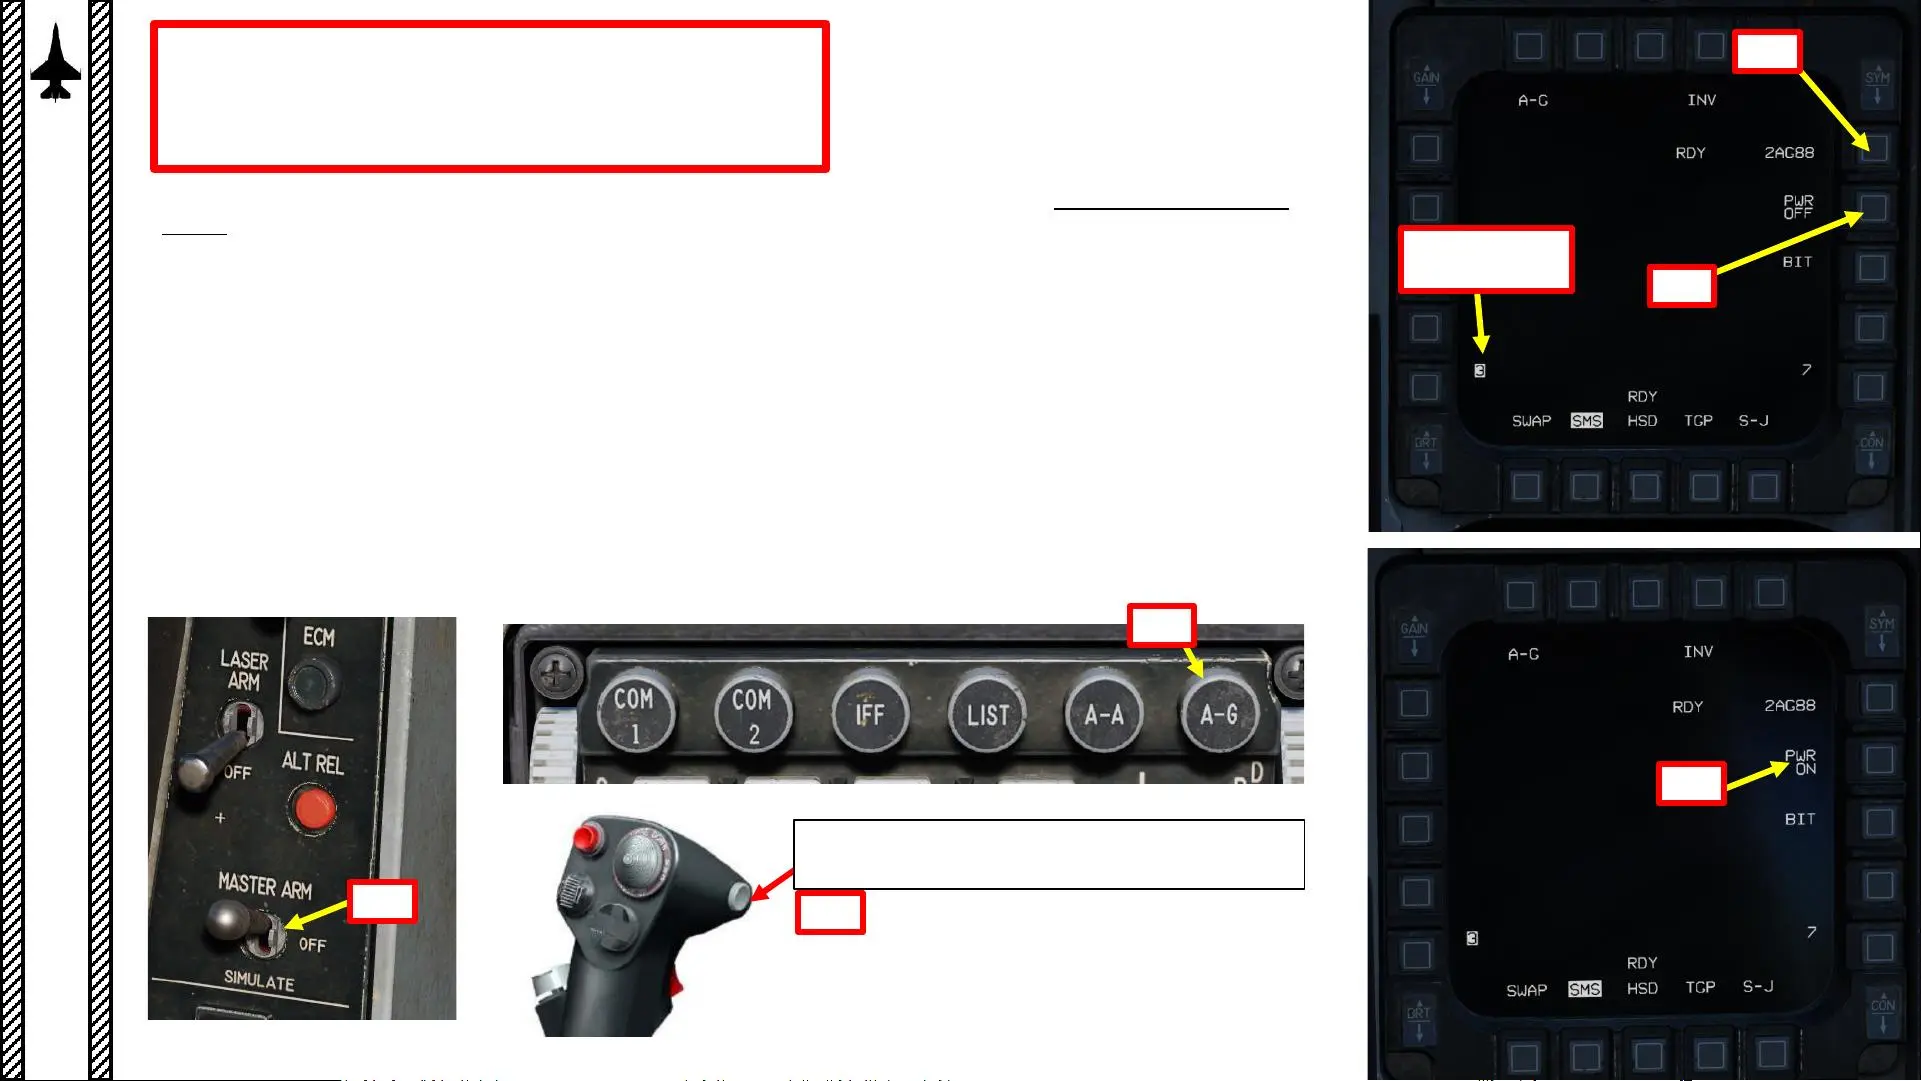 GAIN
SYM
A-G
INV
RDY
2AG88
PWR
OFF
BIT
3
7
RDY
SWAP
SMS
HSD
TGP
S-J
BRT
CON
GAIN
SYM
A-G
INV
RDY
2AG88
PWR
ON
BIT
3
7
RDY
SWAP
SMS
HSD
TGP
S-J
BRT
CON
ECM
LASER
ARM
OFF
ALT REL
+
MASTER ARM
OFF
SIMULATE
COM
1
COM
2
IFF
LIST
A-A
A-G
D